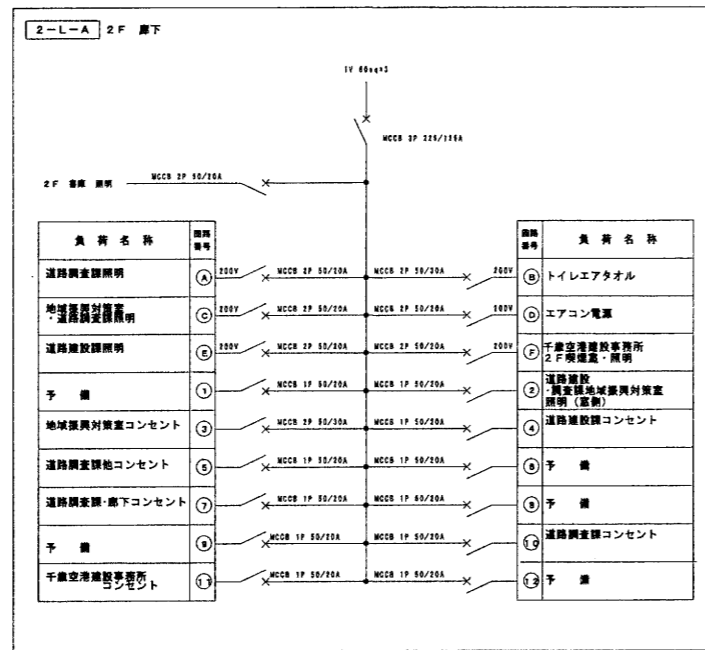 2-L-A 2F 廊下
IV 60sq×3
MCCB 3P 225/125A
2F 書庫 照明 MCCB 2P 50/20A
負荷名称 回路番号
回路番号 負荷名称
道路調査課照明 A 200V MCCB 2P 50/20A
MCCB 2P 50/30A 200V B トイレエアタオル
地域振興対策室
・道路調査課照明 C 200V MCCB 2P 50/20A
MCCB 2P 50/20A D エアコン電源
道路建設課照明 E 200V MCCB 2P 50/20A
MCCB 2P 50/20A 200V F 千歳空港建設事務所
2F喫煙室・照明
予備 1 MCCB 1P 50/20A
MCCB 1P 50/20A 2 道路建設
・調査課地域振興対策室
照明(窓側)
地域振興対策室コンセント 3 MCCB 2P 50/30A
MCCB 1P 50/20A 4 道路建設課コンセント
道路調査課他コンセント 5 MCCB 1P 50/20A
MCCB 1P 50/20A 6 予備
道路調査課・廊下コンセント 7 MCCB 1P 50/20A
MCCB 1P 50/20A 8 予備
予備 9 MCCB 1P 50/20A
MCCB 1P 50/20A 10 道路調査課コンセント
千歳空港建設事務所
コンセント 11 MCCB 1P 50/20A
MCCB 1P 50/20A 12 予備